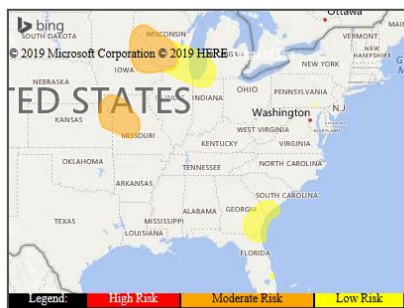 bing
Ottawa
SOUTH DAKOTA
WISCONSIN
VERMONT
NEW HAMPSHIRE
© 2019 Microsoft Corporation © 2019 HERE
NEW YORK
IOWA
NEBRASKA
INDIANA
OHIO
PENNSYLVANIA
TED STATES
N.J.
Washington
KANSAS
MISSOURI
WEST VIRGINIA
KENTUCKY
VIRGINIA
OKLAHOMA
TENNESSEE
NORTH CAROLINA
ARKANSAS
SOUTH CAROLINA
TEXAS
MISSISSIPPI
ALABAMA
GEORGIA
LOUISIANA
FLORIDA
Legend: High Risk Moderate Risk Low Risk